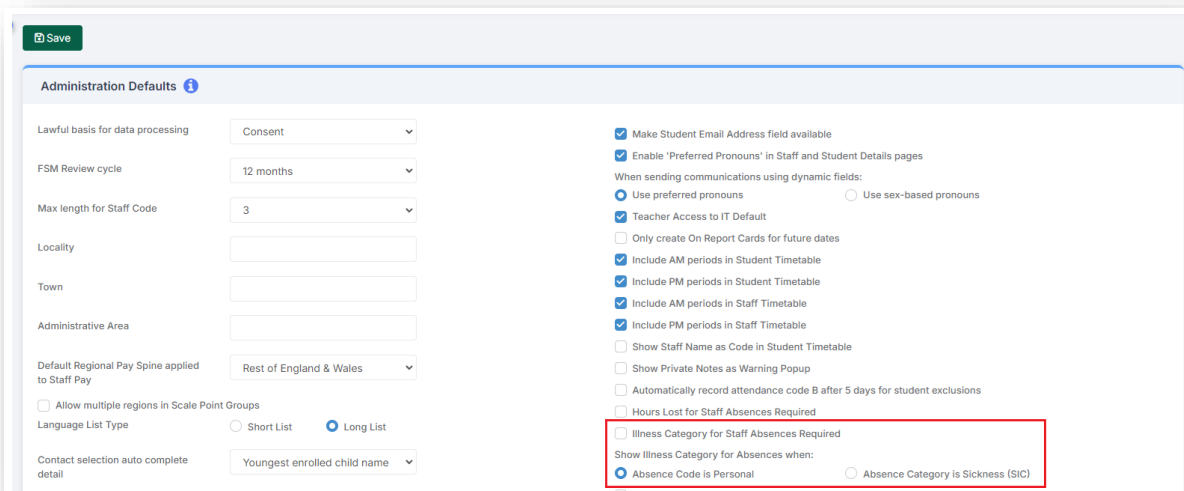 Save
Administration Defaults
Lawful basis for data processing
Consent
FSM Review cycle
12 months
Max length for Staff Code
3
Locality
Town
Administrative Area
Default Regional Pay Spine applied
to Staff Pay
Rest of England & Wales
Allow multiple regions in Scale Point Groups
Language List Type
Short List
Long List
Contact selection auto complete
detail
Youngest enrolled child name
Make Student Email Address field available
Enable 'Preferred Pronouns' in Staff and Student Details pages
When sending communications using dynamic fields:
Use preferred pronouns
Use sex-based pronouns
Teacher Access to IT Default
Only create On Report Cards for future dates
Include AM periods in Student Timetable
Include PM periods in Student Timetable
Include AM periods in Staff Timetable
Include PM periods in Staff Timetable
Show Staff Name as Code in Student Timetable
Show Private Notes as Warning Popup
Automatically record attendance code B after 5 days for student exclusions
Hours Lost for Staff Absences Required
Illness Category for Staff Absences Required
Show Illness Category for Absences when:
Absence Code is Personal
Absence Category is Sickness (SIC)